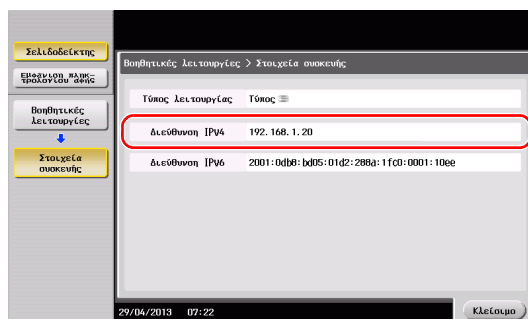 Σελιδοδείκτης
Εμφάνιση πληκ-
τρολογίου αφής
Βοηθητικές
λειτουργίες
Στοιχεία
συσκευής
Βοηθητικές λειτουργίες > Στοιχεία συσκευής
Τύπος λειτουργίας Τύπος
Διεύθυνση IPv4 192.168.1.20
Διεύθυνση IPv6 2001:0db8:bd05:01d2:288a:1fc0:0001:10ee
29/04/2013 07:22
Κλείσιμο